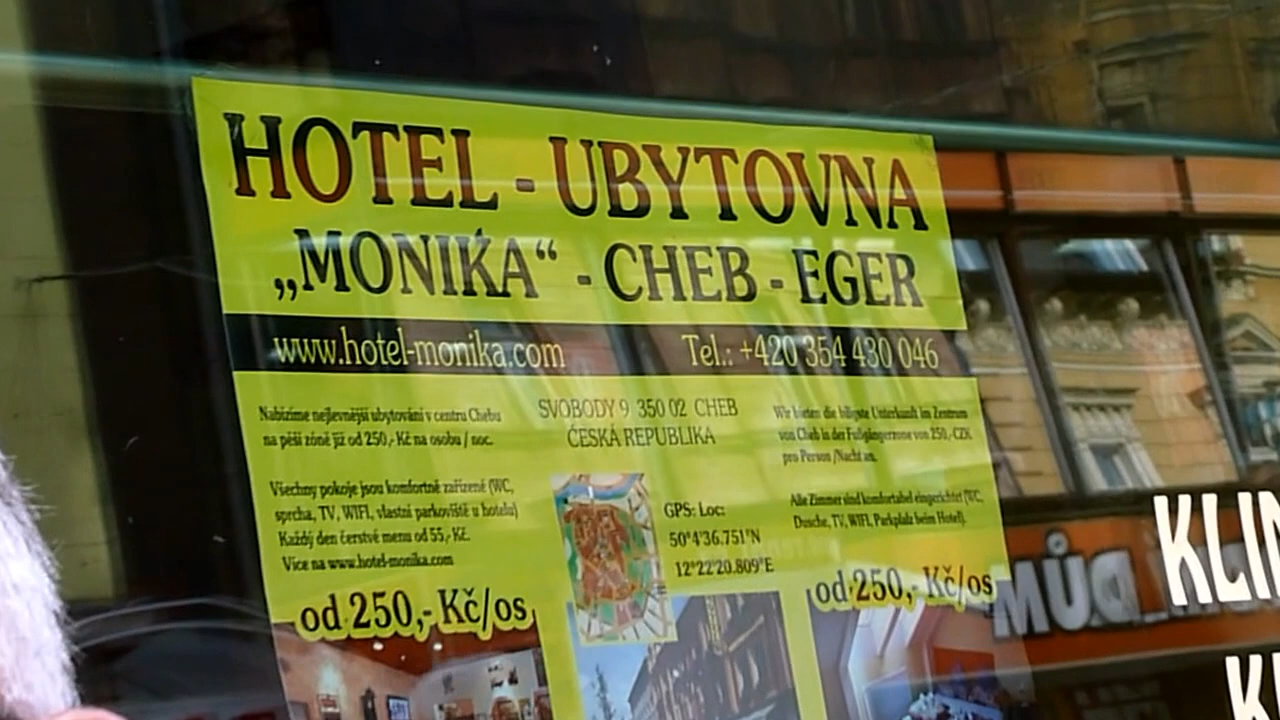 HOTEL - UBYTOVNA
„MONIKA“ - CHEB - EGER
www.hotel-monika.com
Tel.: +420 354 430 046
Nabízíme nejlevnější ubytování v centru Chebu
na pěší zóně již od 250,- Kč na osobu / noc.
Všechny pokoje jsou komfortně zařízené (WC,
sprcha, TV, WIFI, vlastní parkoviště u hotelu)
Každý den čerstvé menu od 55,- Kč.
Více na www.hotel-monika.com
od 250,- Kč/os
SVOBODY 9 350 02 CHEB
ČESKÁ REPUBLIKA
GPS: Loc:
50°4'36.751"N
12°22'20.809"E
Wir bieten die billigste Unterkunft im Zentrum
von Cheb in der Fußgängerzone von 250,-CZK
pro Person /Nacht an.
Alle Zimmer sind komfortabel eingerichtet (WC,
Dusche, TV, WIFI, Parkplatz beim Hotel).
od 250,- Kč/os
KLIN